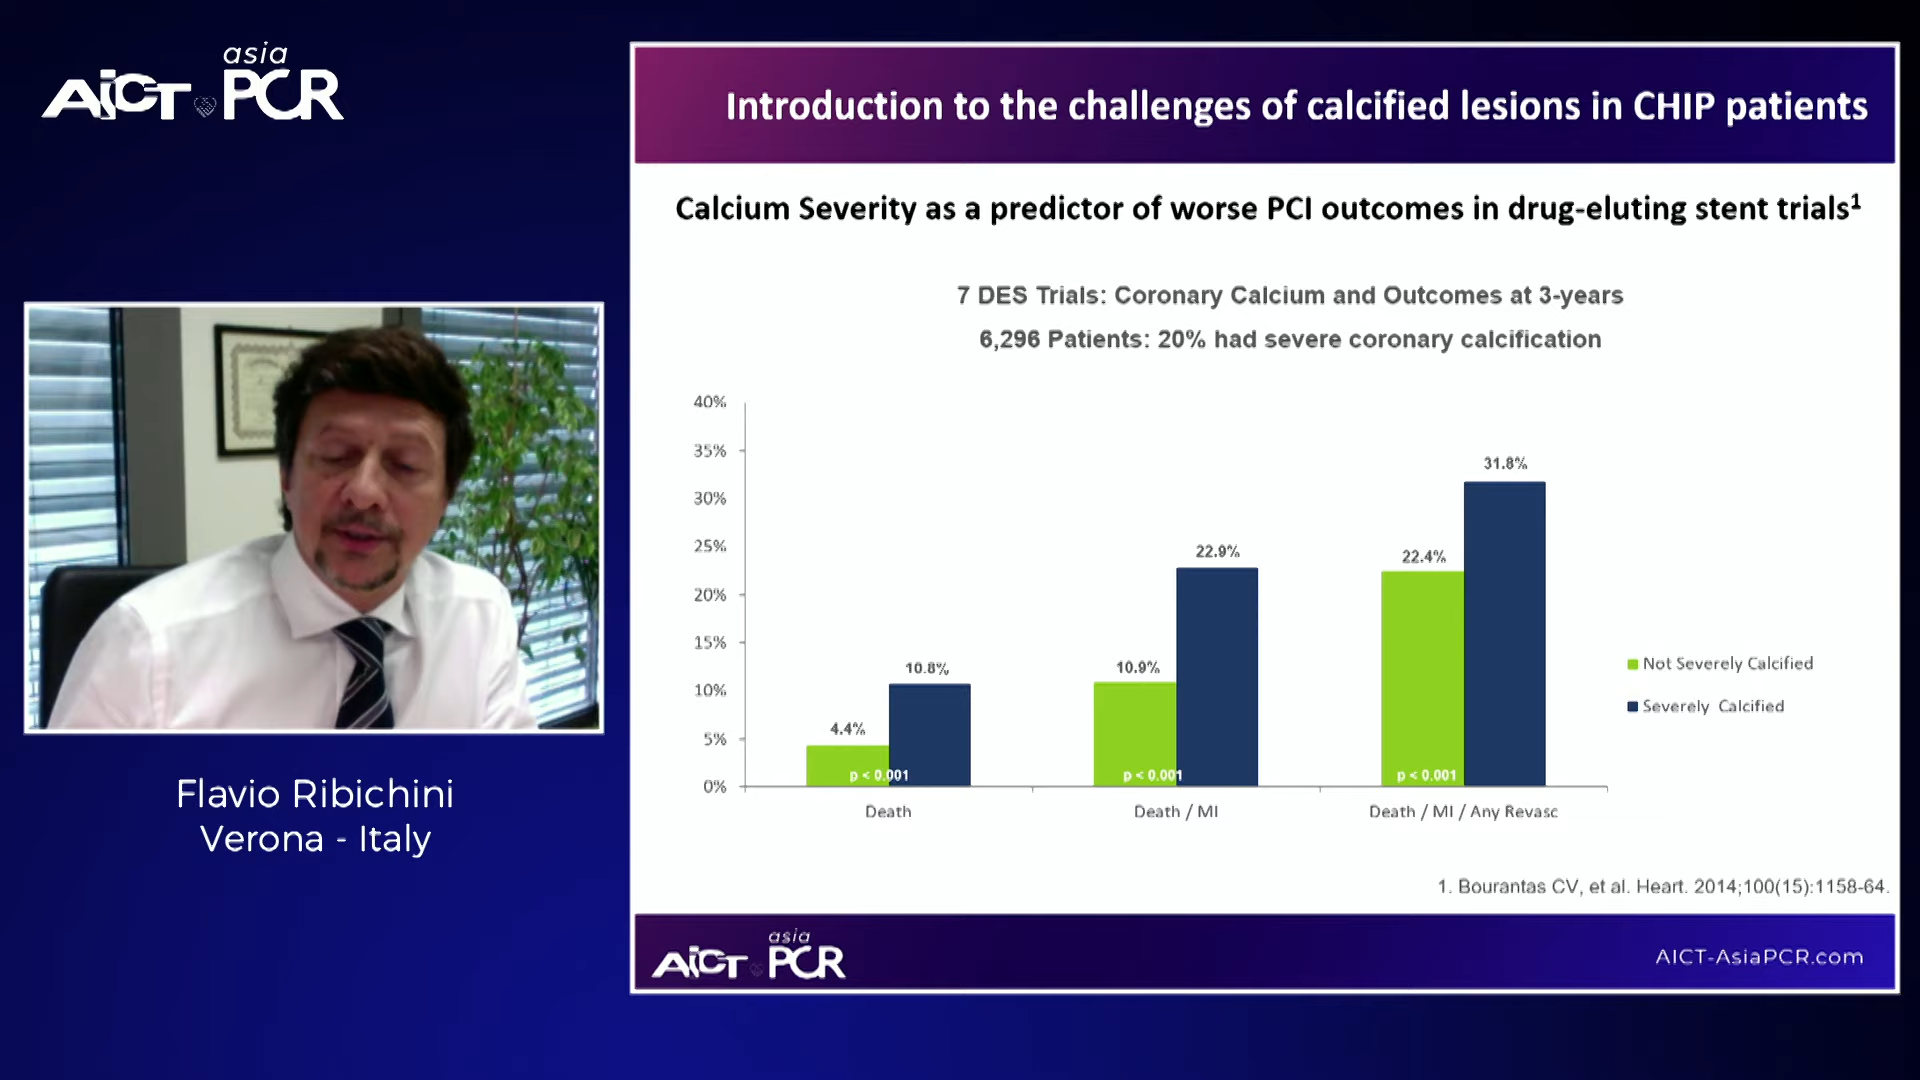 asia
AICT PCR
Introduction to the challenges of calcified lesions in CHIP patients
Calcium Severity as a predictor of worse PCI outcomes in drug-eluting stent trials¹
7 DES Trials: Coronary Calcium and Outcomes at 3-years
6,296 Patients: 20% had severe coronary calcification
40%
35%
30%
25%
20%
15%
10%
5%
0%
4.4%
10.8%
10.9%
22.9%
22.4%
31.8%
p < 0.001
p < 0.001
p < 0.001
Death
Death / MI
Death / MI / Any Revasc
Not Severely Calcified
Severely Calcified
1. Bourantas CV, et al. Heart. 2014;100(15):1158-64.
asia
AICT PCR
AICT-AsiaPCR.com
Flavio Ribichini
Verona - Italy